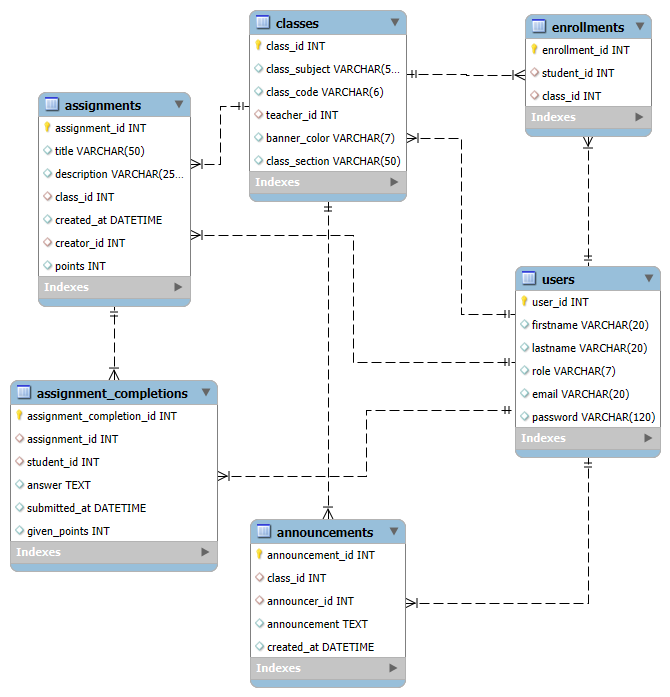 classes
class_id INT
class_subject VARCHAR(5...
class_code VARCHAR(6)
teacher_id INT
banner_color VARCHAR(7)
class_section VARCHAR(50)
Indexes
enrollments
enrollment_id INT
student_id INT
class_id INT
Indexes
assignments
assignment_id INT
title VARCHAR(50)
description VARCHAR(25...
class_id INT
created_at DATETIME
creator_id INT
points INT
Indexes
users
user_id INT
firstname VARCHAR(20)
lastname VARCHAR(20)
role VARCHAR(7)
email VARCHAR(20)
password VARCHAR(120)
Indexes
assignment_completions
assignment_completion_id INT
assignment_id INT
student_id INT
answer TEXT
submitted_at DATETIME
given_points INT
Indexes
announcements
announcement_id INT
class_id INT
announcer_id INT
announcement TEXT
created_at DATETIME
Indexes